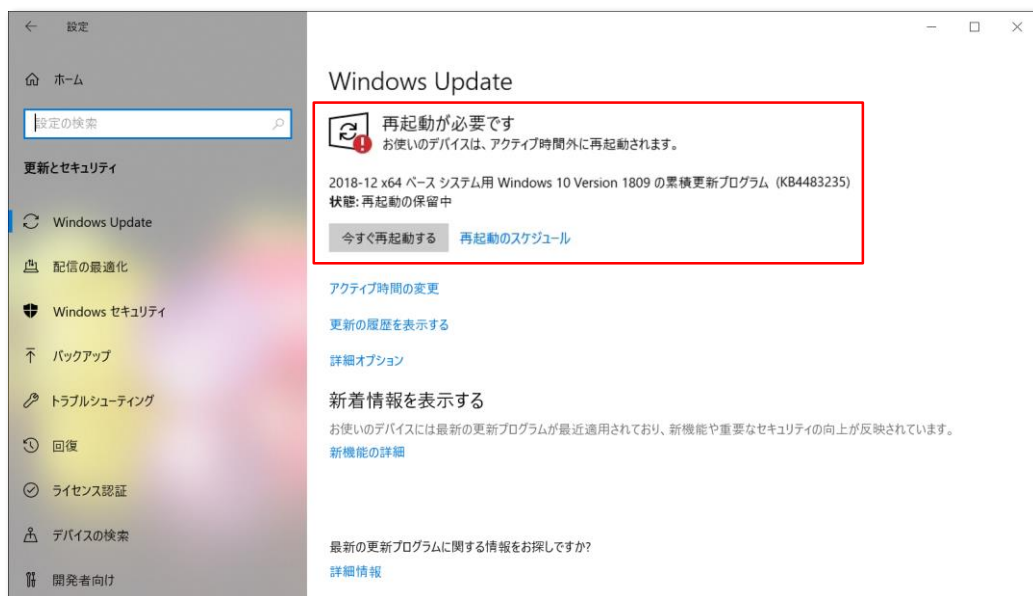 設定
ホーム
設定の検索
更新とセキュリティ
Windows Update
配信の最適化
Windows セキュリティ
バックアップ
トラブルシューティング
回復
ライセンス認証
デバイスの検索
開発者向け
Windows Update
再起動が必要です
お使いのデバイスは、アクティブ時間外に再起動されます。
2018-12 x64 ベース システム用 Windows 10 Version 1809 の累積更新プログラム (KB4483235)
状態: 再起動の保留中
今すぐ再起動する 再起動のスケジュール
アクティブ時間の変更
更新の履歴を表示する
詳細オプション
新着情報を表示する
お使いのデバイスには最新の更新プログラムが最近適用されており、新機能や重要なセキュリティの向上が反映されています。
新機能の詳細
最新の更新プログラムに関する情報をお探しですか?
詳細情報